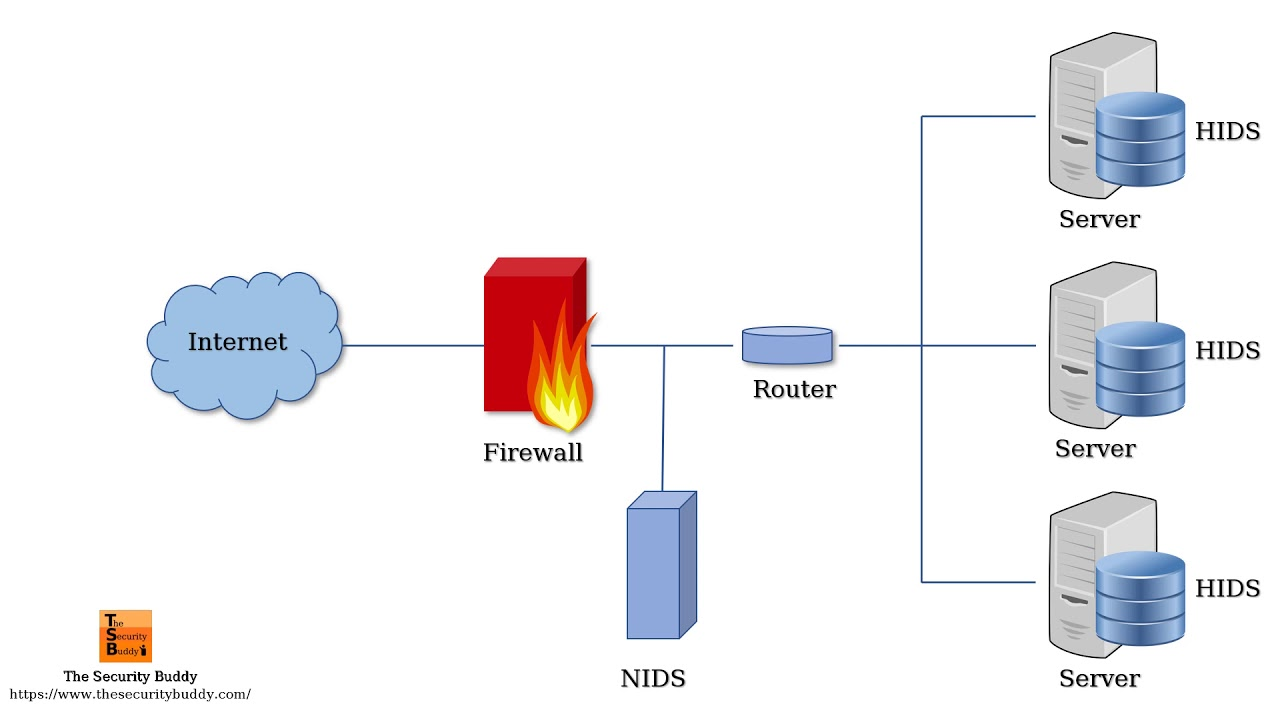 HIDS
Server
Internet
Firewall
Router
HIDS
Server
NIDS
HIDS
Server
The
Security
Buddy
The Security Buddy
https://www.thesecuritybuddy.com/